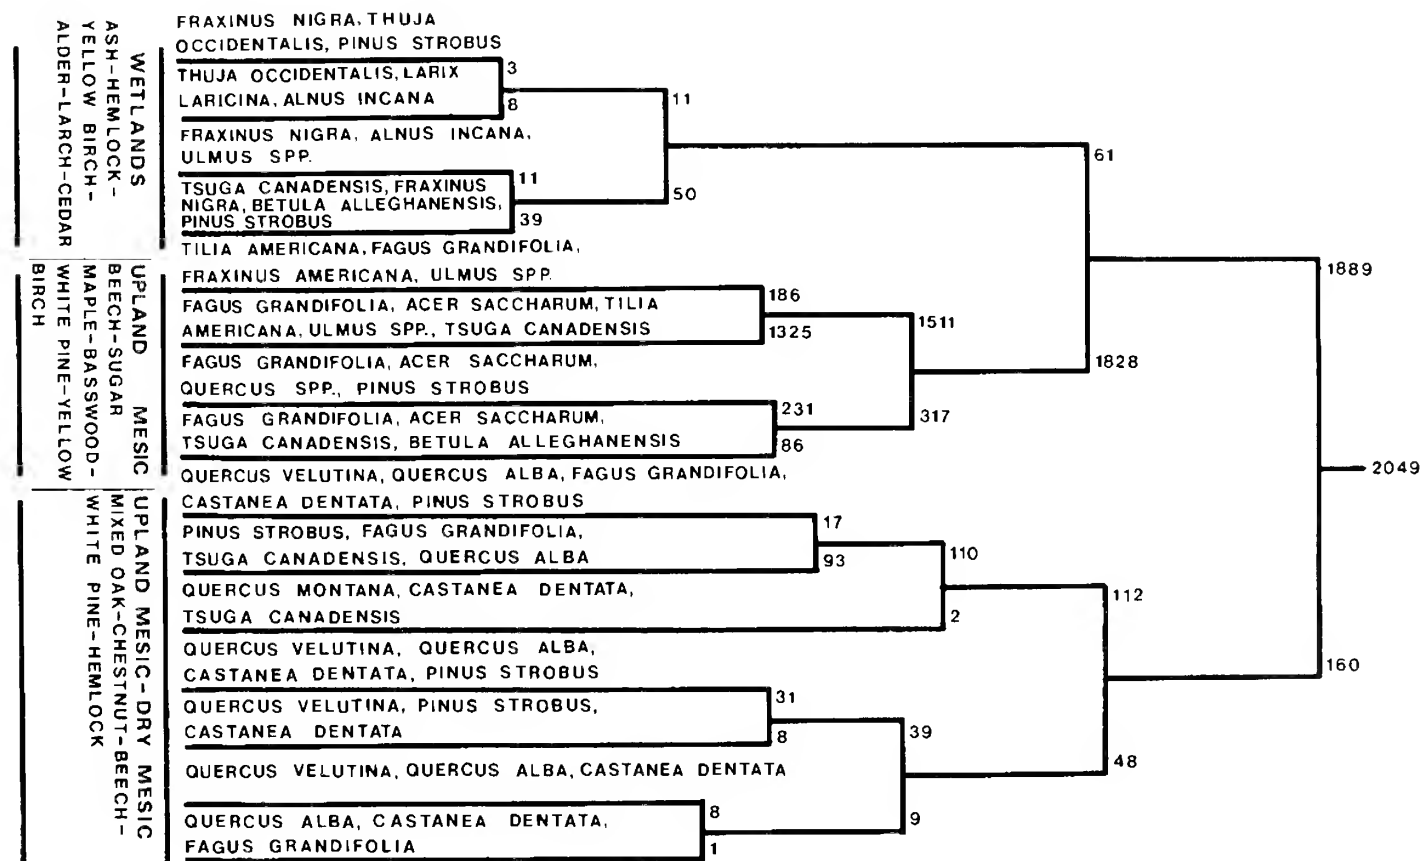 WETLANDS
ASH-HEMLOCK-
YELLOW BIRCH-
ALDER-LARCH-CEDAR
UPLAND MESIC
BEECH-SUGAR
MAPLE-BASSWOOD-
WHITE PINE-YELLOW
BIRCH
UPLAND MESIC-DRY MESIC
MIXED OAK-CHESTNUT-BEECH-
WHITE PINE-HEMLOCK
FRAXINUS NIGRA, THUJA
OCCIDENTALIS, PINUS STROBUS
3
THUJA OCCIDENTALIS, LARIX
LARICINA, ALNUS INCANA
8
11
FRAXINUS NIGRA, ALNUS INCANA,
ULMUS SPP.
11
TSUGA CANADENSIS, FRAXINUS
NIGRA, BETULA ALLEGHANENSIS,
PINUS STROBUS
39
50
61
TILIA AMERICANA, FAGUS GRANDIFOLIA,
FRAXINUS AMERICANA, ULMUS SPP.
186
FAGUS GRANDIFOLIA, ACER SACCHARUM, TILIA
AMERICANA, ULMUS SPP., TSUGA CANADENSIS
1325
1511
FAGUS GRANDIFOLIA, ACER SACCHARUM,
QUERCUS SPP., PINUS STROBUS
231
FAGUS GRANDIFOLIA, ACER SACCHARUM,
TSUGA CANADENSIS, BETULA ALLEGHANENSIS
86
317
1828
1889
QUERCUS VELUTINA, QUERCUS ALBA, FAGUS GRANDIFOLIA,
CASTANEA DENTATA, PINUS STROBUS
17
PINUS STROBUS, FAGUS GRANDIFOLIA,
TSUGA CANADENSIS, QUERCUS ALBA
93
110
QUERCUS MONTANA, CASTANEA DENTATA,
TSUGA CANADENSIS
2
112
QUERCUS VELUTINA, QUERCUS ALBA,
CASTANEA DENTATA, PINUS STROBUS
31
QUERCUS VELUTINA, PINUS STROBUS,
CASTANEA DENTATA
8
39
QUERCUS VELUTINA, QUERCUS ALBA, CASTANEA DENTATA
8
QUERCUS ALBA, CASTANEA DENTATA,
FAGUS GRANDIFOLIA
1
9
48
160
2049